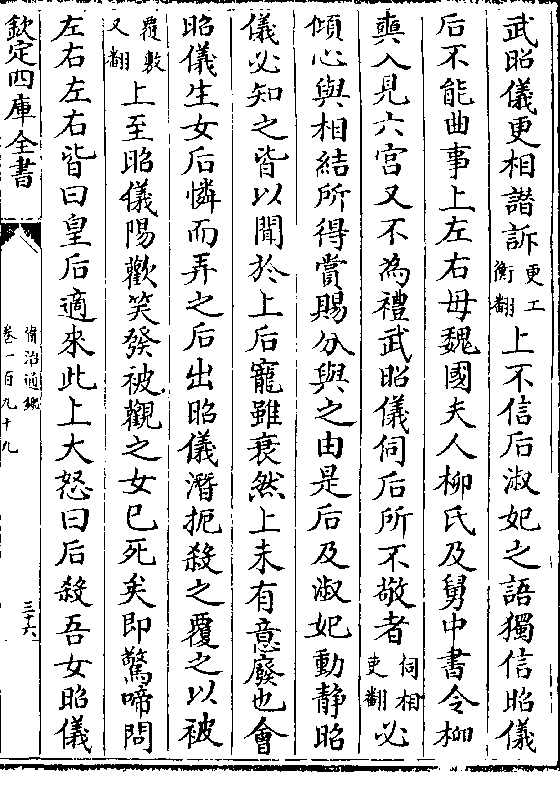 武昭儀更相譖訴更工衡翻上不信后淑妃之語獨信昭儀
后不能曲事上左右母魏國夫人柳氏及舅中書令柳
奭入見六宮又不為禮武昭儀伺后所不敬者伺相吏翻必
傾心與相結所得賞賜分與之由是后及淑妃動靜昭
儀必知之皆以聞於上后寵雖衰然上未有意廢也會
昭儀生女后憐而弄之后出昭儀潛扼殺之覆之以被
覆敷又翻上至昭儀陽歡笑發被觀之女已死矣即驚啼問
左右左右皆曰皇后適來此上大怒曰后殺吾女昭儀
欽定四庫全書
資治通鑑
卷一百九十九
三十六